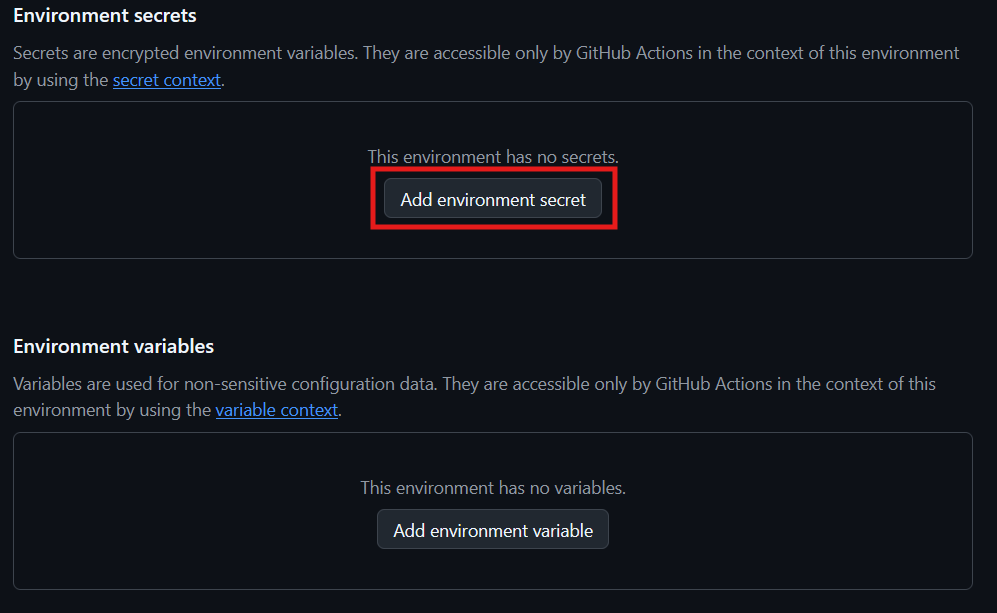 Environment secrets
Secrets are encrypted environment variables. They are accessible only by GitHub Actions in the context of this environment
by using the secret context.
This environment has no secrets.
Add environment secret
Environment variables
Variables are used for non-sensitive configuration data. They are accessible only by GitHub Actions in the context of this
environment by using the variable context.
This environment has no variables.
Add environment variable